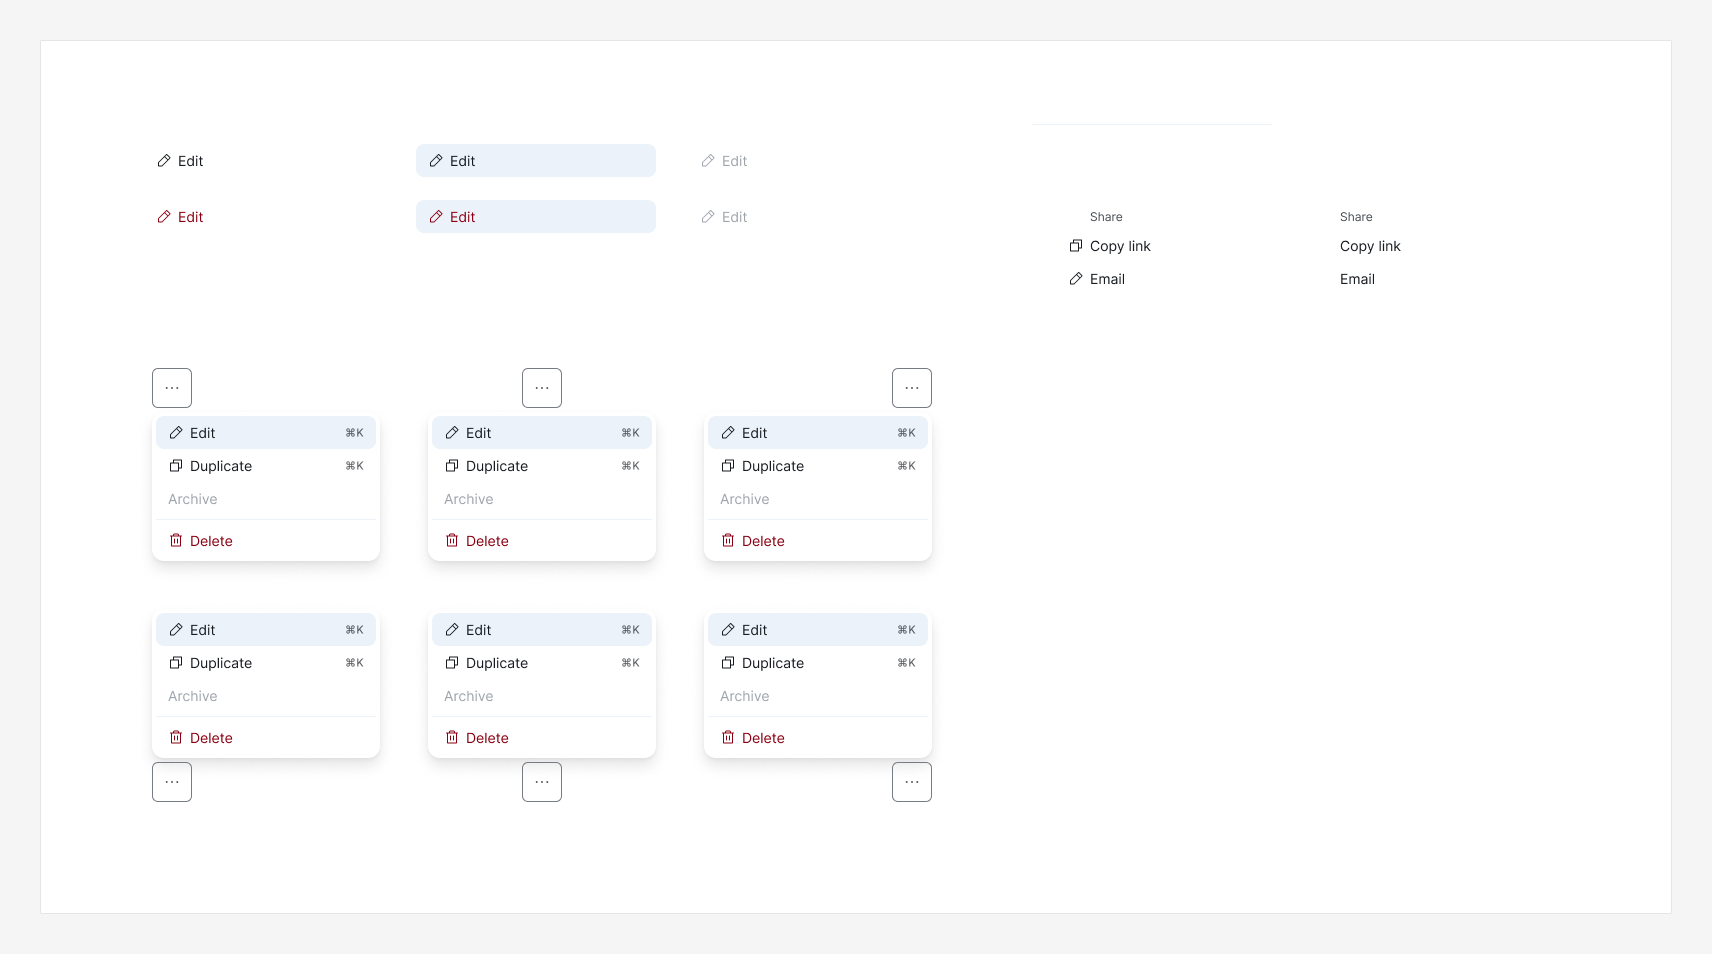 Edit
Edit
Edit
Edit
Edit
Edit
Share
Copy link
Email
Share
Copy link
Email
...
...
...
Edit ⌘K
Duplicate ⌘K
Archive
Delete
Edit ⌘K
Duplicate ⌘K
Archive
Delete
Edit ⌘K
Duplicate ⌘K
Archive
Delete
Edit ⌘K
Duplicate ⌘K
Archive
Delete
Edit ⌘K
Duplicate ⌘K
Archive
Delete
Edit ⌘K
Duplicate ⌘K
Archive
Delete
...
...
...